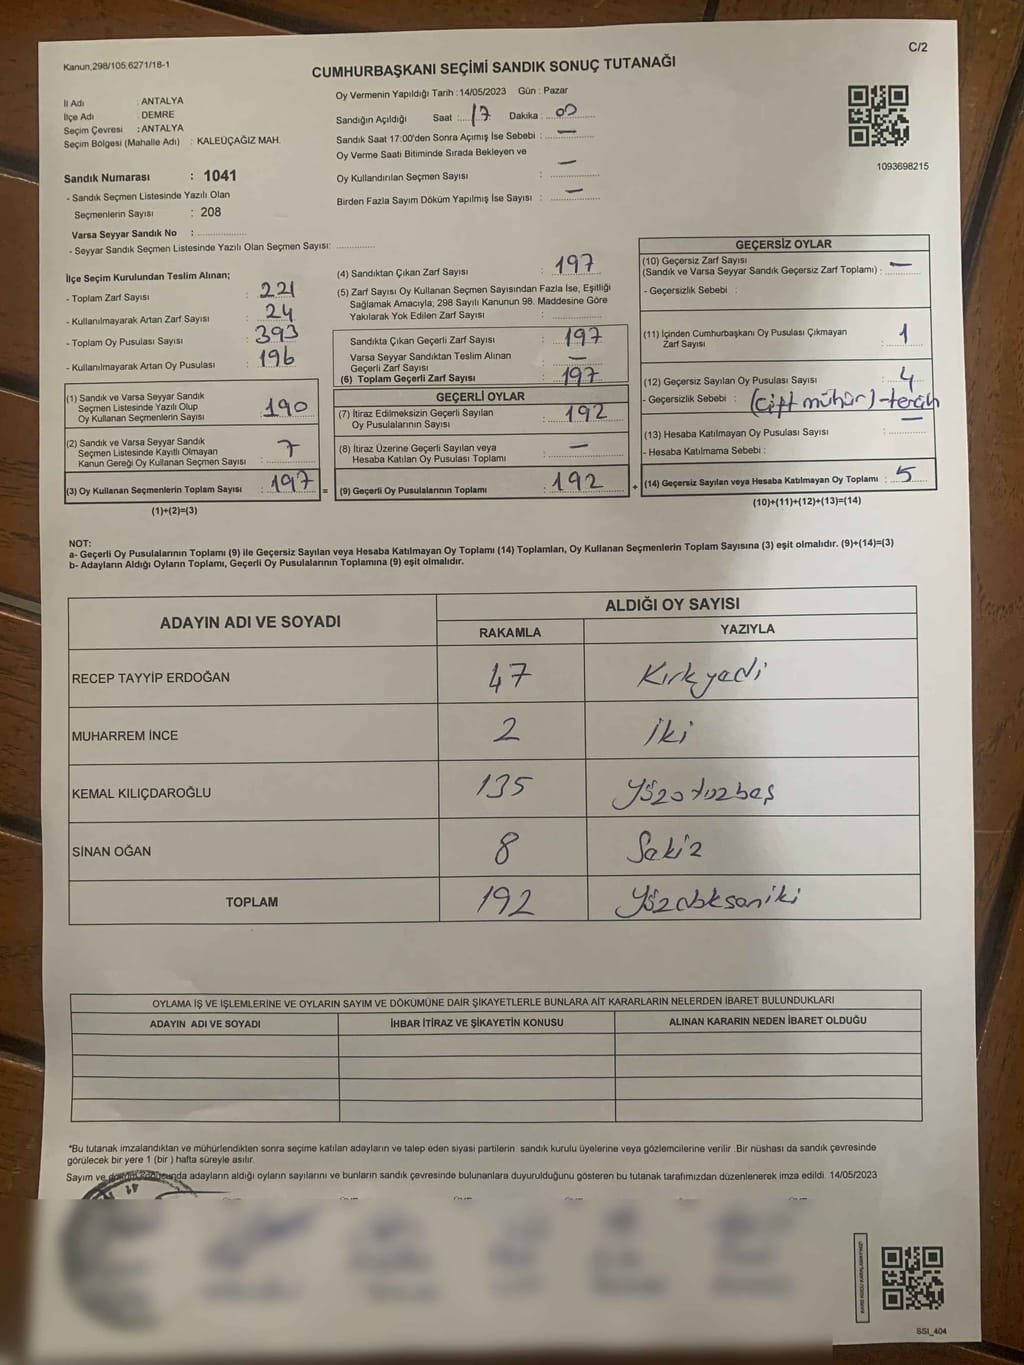 Kanun,298/105,6271/18-1
C/2
CUMHURBAŞKANI SEÇİMİ SANDIK SONUÇ TUTANAĞI
İl Adı : ANTALYA
İlçe Adı : DEMRE
Seçim Çevresi : ANTALYA
Seçim Bölgesi (Mahalle Adı) : KALEÜÇAĞIZ MAH.
Sandık Numarası : 1041
- Sandık Seçmen Listesinde Yazılı Olan
Seçmenlerin Sayısı : 208
Varsa Seyyar Sandık No :
- Seyyar Sandık Seçmen Listesinde Yazılı Olan Seçmen Sayısı:
Oy Vermenin Yapıldığı Tarih : 14/05/2023 Gün : Pazar
Sandığın Açıldığı Saat : 17 Dakika : 00
Sandık Saat 17:00'den Sonra Açımış İse Sebebi : —
Oy Verme Saati Bitiminde Sırada Bekleyen ve
Oy Kullandırılan Seçmen Sayısı : —
Birden Fazla Sayım Döküm Yapılmış İse Sayısı : —
1093698215
İlçe Seçim Kurulundan Teslim Alınan;
- Toplam Zarf Sayısı : 221
- Kullanılmayarak Artan Zarf Sayısı : 24
- Toplam Oy Pusulası Sayısı : 393
- Kullanılmayarak Artan Oy Pusulası : 196
(1) Sandık ve Varsa Seyyar Sandık
Seçmen Listesinde Yazılı Olup
Oy Kullanan Seçmenlerin Sayısı : 190
(2) Sandık ve Varsa Seyyar Sandık
Seçmen Listesinde Kayıtlı Olmayan
Kanun Gereği Oy Kullanan Seçmen Sayısı : 7
(3) Oy Kullanan Seçmenlerin Toplam Sayısı : 197 =
(1)+(2)=(3)
(4) Sandıktan Çıkan Zarf Sayısı : 197
(5) Zarf Sayısı Oy Kullanan Seçmen Sayısından Fazla İse, Eşitliği
Sağlamak Amacıyla, 298 Sayılı Kanunun 98. Maddesine Göre
Yakılarak Yok Edilen Zarf Sayısı :
Sandıkta Çıkan Geçerli Zarf Sayısı : 197
Varsa Seyyar Sandıktan Teslim Alınan
Geçerli Zarf Sayısı : —
(6) Toplam Geçerli Zarf Sayısı : 197
GEÇERLİ OYLAR
(7) İtiraz Edilmeksizin Geçerli Sayılan
Oy Pusulalarının Sayısı : 192
(8) İtiraz Üzerine Geçerli Sayılan veya
Hesaba Katılan Oy Pusulası Toplamı : —
(9) Geçerli Oy Pusulalarının Toplamı : 192 +
GEÇERSİZ OYLAR
(10) Geçersiz Zarf Sayısı
(Sandık ve Varsa Seyyar Sandık Geçersiz Zarf Toplamı) : —
- Geçersizlik Sebebi :
(11) İçinden Cumhurbaşkanı Oy Pusulası Çıkmayan
Zarf Sayısı : 1
(12) Geçersiz Sayılan Oy Pusulası Sayısı : 4
- Geçersizlik Sebebi : (Çift mühür)-tercih
(13) Hesaba Katılmayan Oy Pusulası Sayısı : —
- Hesaba Katılmama Sebebi :
(14) Geçersiz Sayılan veya Hesaba Katılmayan Oy Toplamı : 5
(10)+(11)+(12)+(13)=(14)
NOT:
a- Geçerli Oy Pusulalarının Toplamı (9) ile Geçersiz Sayılan veya Hesaba Katılmayan Oy Toplamı (14) Toplamları, Oy Kullanan Seçmenlerin Toplam Sayısına (3) eşit olmalıdır. (9)+(14)=(3)
b- Adayların Aldığı Oyların Toplamı, Geçerli Oy Pusulalarının Toplamına (9) eşit olmalıdır.
ADAYIN ADI VE SOYADI
ALDIĞI OY SAYISI
RAKAMLA YAZIYLA
RECEP TAYYİP ERDOĞAN 47 Kırkyedi
MUHARREM İNCE 2 İki
KEMAL KILIÇDAROĞLU 135 Yüzotuzbeş
SİNAN OĞAN 8 Sekiz
TOPLAM 192 Yüzdoksaniki
OYLAMA İŞ VE İŞLEMLERİNE VE OYLARIN SAYIM VE DÖKÜMÜNE DAİR ŞİKAYETLERLE BUNLARA AİT KARARLARIN NELERDEN İBARET BULUNDUKLARI
ADAYIN ADI VE SOYADI İHBAR İTİRAZ VE ŞİKAYETİN KONUSU ALINAN KARARIN NEDEN İBARET OLDUĞU
*Bu tutanak imzalandıktan ve mühürlendikten sonra seçime katılan adayların ve talep eden siyasi partilerin sandık kurulu üyelerine veya gözlemcilerine verilir. Bir nüshası da sandık çevresinde
görülecek bir yere 1 (bir ) hafta süreyle asılır.
Sayım ve adayların aldığı oyların sayılarını ve bunların sandık çevresinde bulunanlara duyurulduğunu gösteren bu tutanak tarafımızdan düzenlenerek imza edildi. 14/05/2023
SSI_404